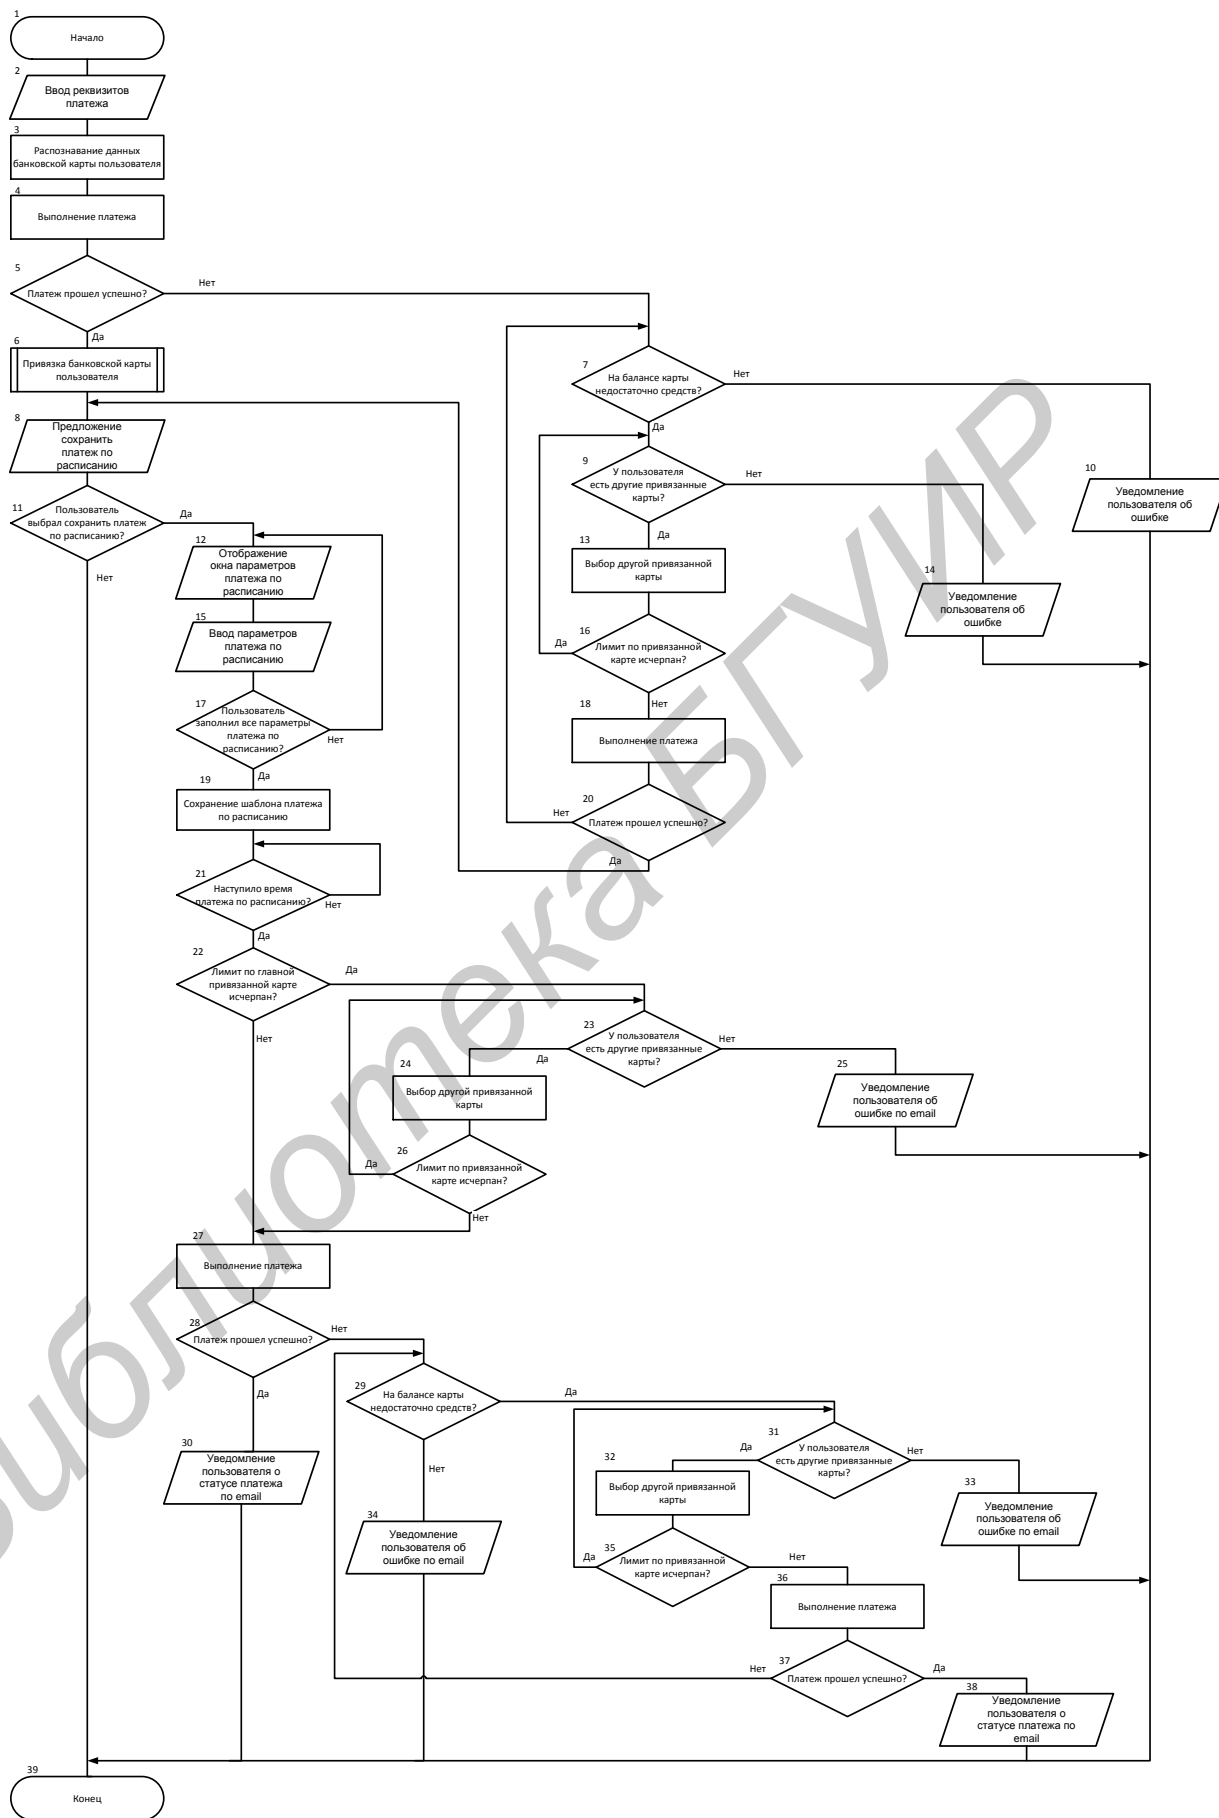 1
Начало
2
Ввод реквизитов
платежа
3
Распознавание данных
банковской карты пользователя
4
Выполнение платежа
5
Платеж прошел успешно?
Нет
Да
6
Привязка банковской карты
пользователя
7
На балансе карты
недостаточно средств?
Нет
Да
8
Предложение
сохранить
платеж по
расписанию
9
У пользователя
есть другие привязанные
карты?
Нет
Да
10
Уведомление
пользователя об
ошибке
11
Пользователь
выбрал сохранить платеж
по расписанию?
Да
Нет
12
Отображение
окна параметров
платежа по
расписанию
13
Выбор другой привязанной
карты
14
Уведомление
пользователя об
ошибке
15
Ввод параметров
платежа по
расписанию
16
Лимит по привязанной
карте исчерпан?
Да
Нет
17
Пользователь
заполнил все параметры
платежа по
расписанию?
Нет
Да
18
Выполнение платежа
19
Сохранение шаблона платежа
по расписанию
20
Платеж прошел успешно?
Нет
Да
21
Наступило время
платежа по расписанию?
Нет
Да
22
Лимит по главной
привязанной карте
исчерпан?
Да
Нет
23
У пользователя
есть другие привязанные
карты?
Да
Нет
24
Выбор другой привязанной
карты
25
Уведомление
пользователя об
ошибке по email
26
Лимит по привязанной
карте исчерпан?
Да
Нет
27
Выполнение платежа
28
Платеж прошел успешно?
Нет
Да
29
На балансе карты
недостаточно средств?
Да
Нет
30
Уведомление
пользователя о
статусе платежа
по email
31
У пользователя
есть другие привязанные
карты?
Да
Нет
32
Выбор другой привязанной
карты
33
Уведомление
пользователя об
ошибке по email
34
Уведомление
пользователя об
ошибке по email
35
Лимит по привязанной
карте исчерпан?
Да
Нет
36
Выполнение платежа
37
Платеж прошел успешно?
Нет
Да
38
Уведомление
пользователя о
статусе платежа по
email
39
Конец
библиотека БГУИР